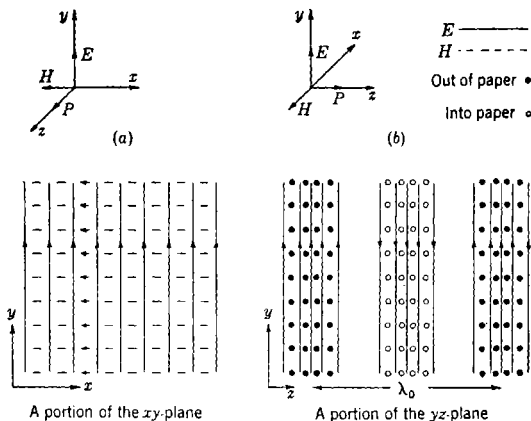 y
E
H
x
P
z
(a)
y
x
E
H
P
z
(b)
E
H
Out of paper
Into paper
y
x
A portion of the xy-plane
y
z
λ₀
A portion of the yz-plane